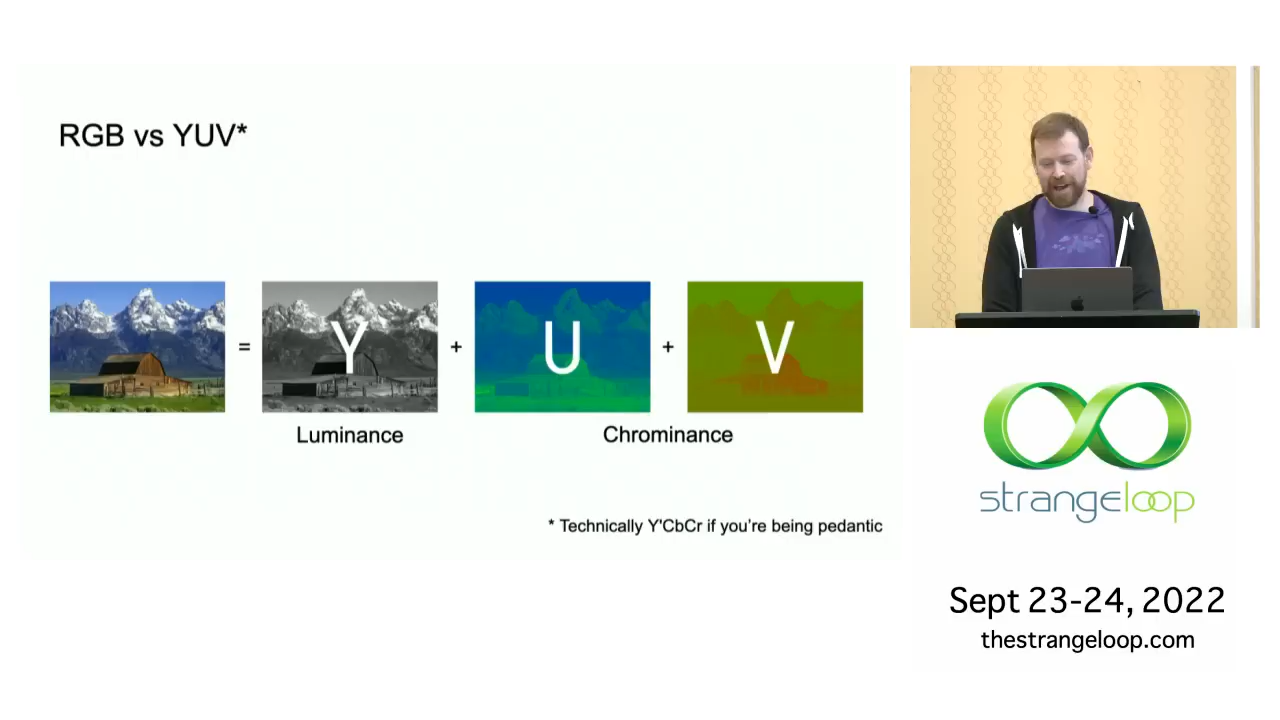 RGB vs YUV*
= Y + U + V
Luminance
Chrominance
* Technically Y'CbCr if you're being pedantic
strangeloop
Sept 23-24, 2022
thestrangeloop.com